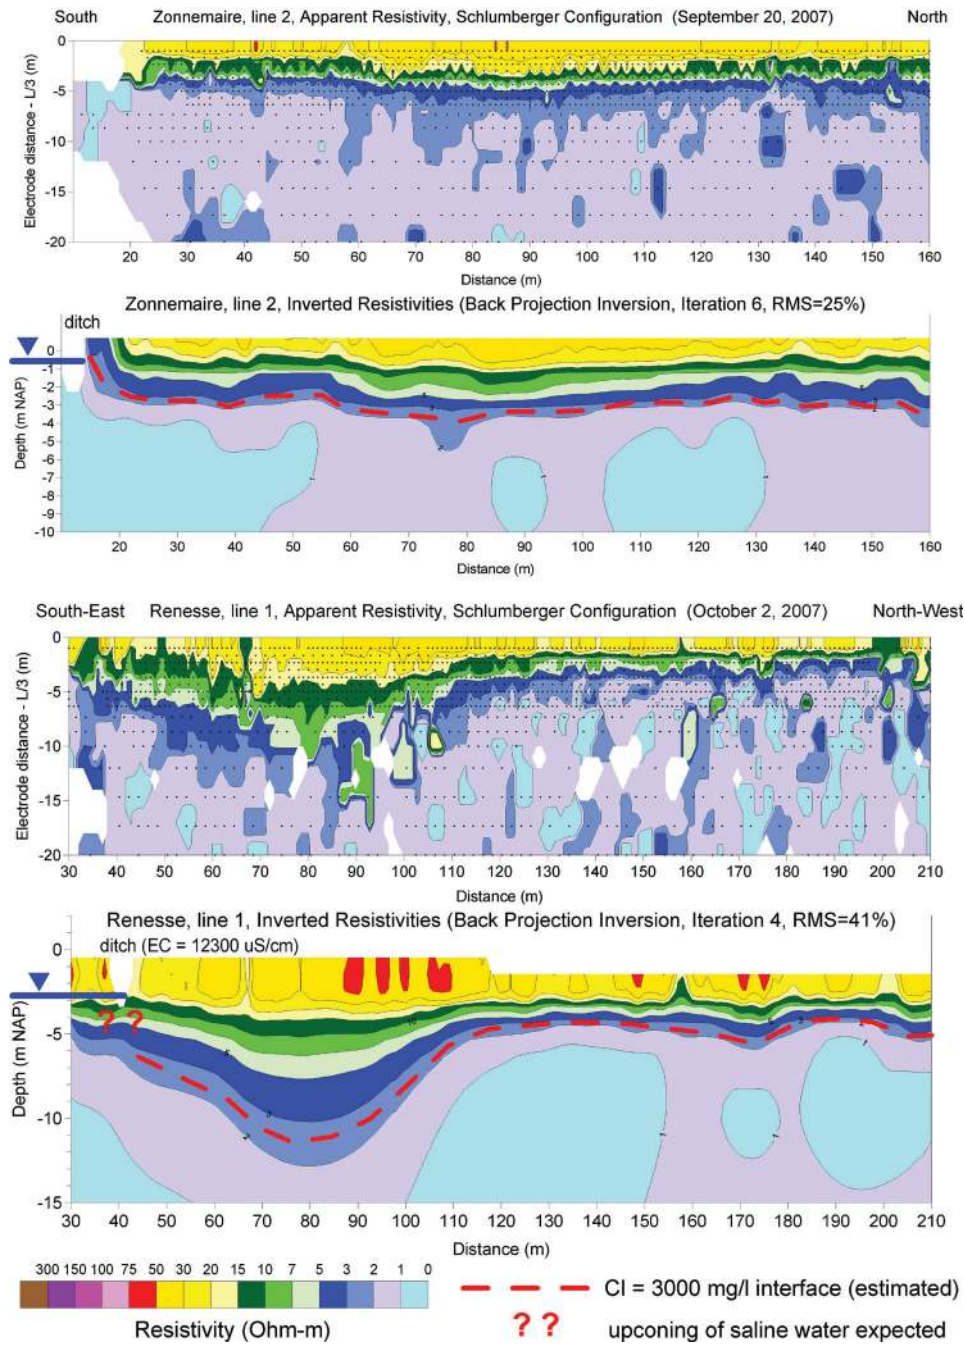 South Zonnemaire, line 2, Apparent Resistivity, Schlumberger Configuration (September 20, 2007) North
Electrode distance - L/3 (m)
0
-5
-10
-15
-20
20 30 40 50 60 70 80 90 100 110 120 130 140 150 160
Distance (m)
Zonnemaire, line 2, Inverted Resistivities (Back Projection Inversion, Iteration 6, RMS=25%)
ditch
Depth (m NAP)
0
-1
-2
-3
-4
-5
-6
-7
-8
-9
-10
20 30 40 50 60 75 80 90 100 110 120 130 140 150 160
Distance (m)
South-East Renesse, line 1, Apparent Resistivity, Schlumberger Configuration (October 2, 2007) North-West
Electrode distance - L/3 (m)
0
-5
-10
-15
-20
30 40 50 60 70 80 90 100 110 120 130 140 150 160 170 180 190 200 210
Distance (m)
Renesse, line 1, Inverted Resistivities (Back Projection Inversion, Iteration 4, RMS=41%)
ditch (EC = 12300 uS/cm)
Depth (m NAP)
0
-5
-10
-15
? ?
30 40 50 60 70 80 90 100 110 120 130 140 150 160 170 180 190 200 210
Distance (m)
300 150 100 75 50 30 20 15 10 7 5 3 2 1 0
Resistivity (Ohm-m)
Cl = 3000 mg/l interface (estimated)
? ? upconing of saline water expected